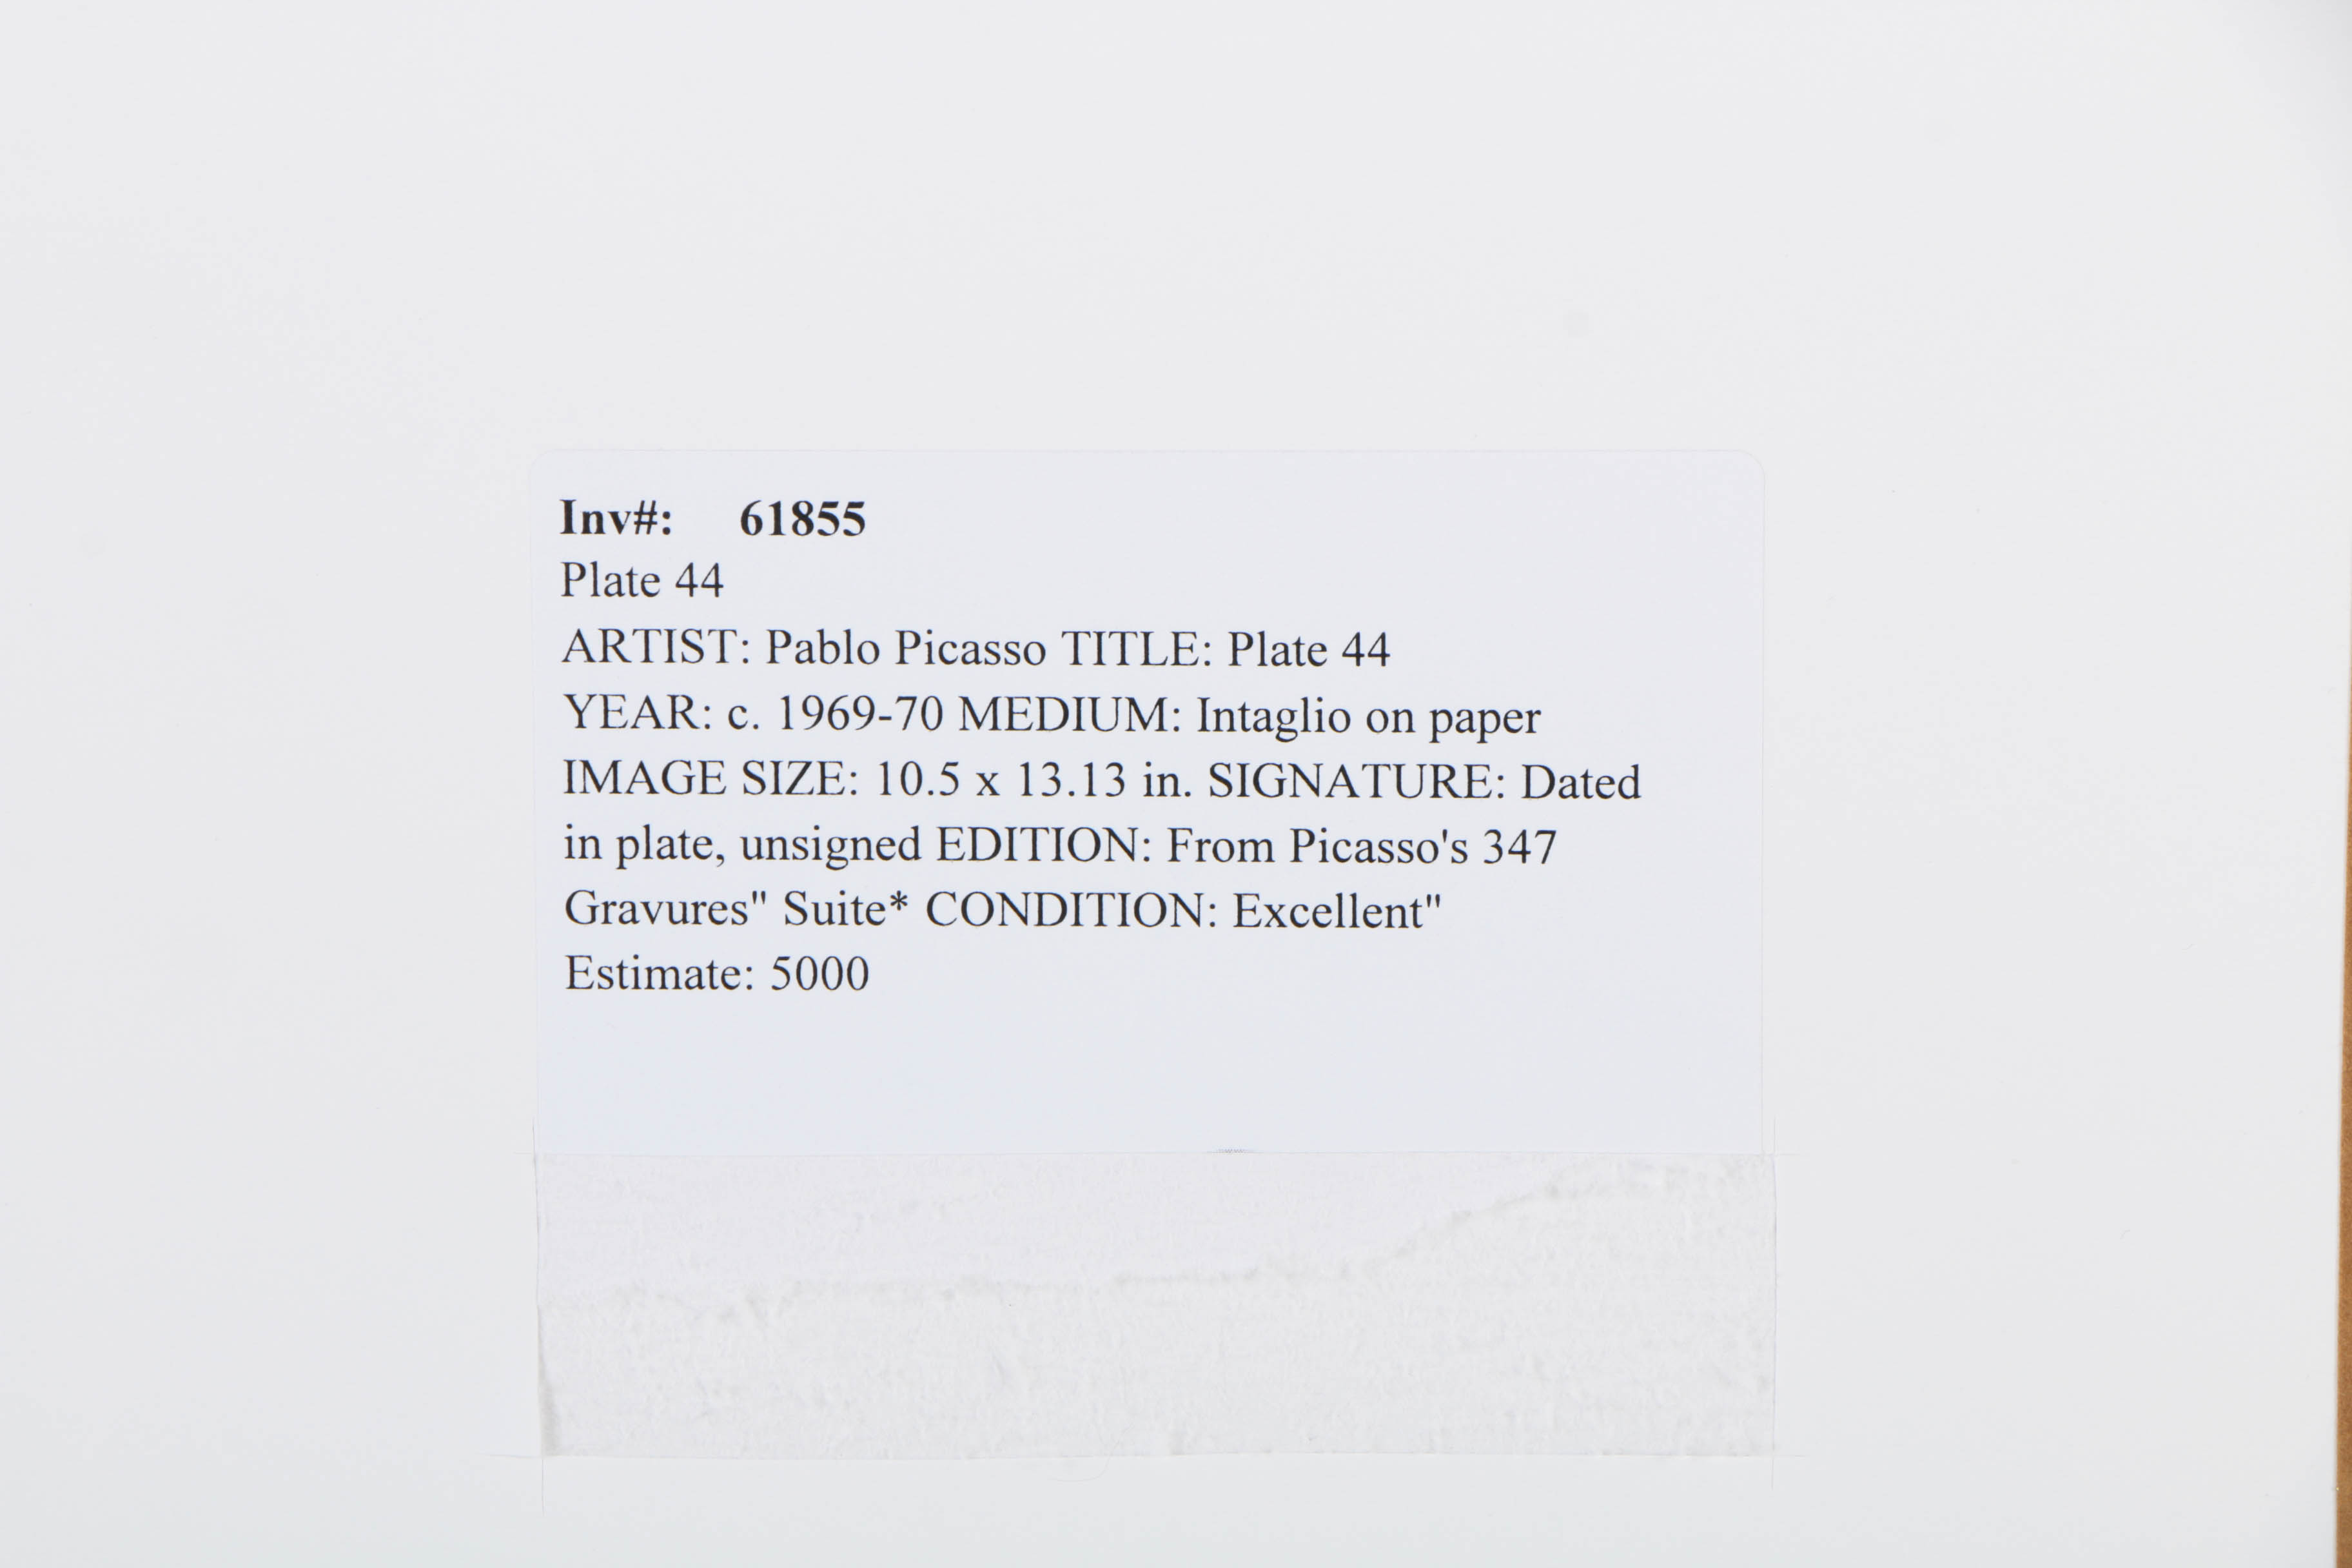 Inv#: 61855
Plate 44
ARTIST: Pablo Picasso TITLE: Plate 44
YEAR: c. 1969-70 MEDIUM: Intaglio on paper
IMAGE SIZE: 10.5 x 13.13 in. SIGNATURE: Dated
in plate, unsigned EDITION: From Picasso's 347
Gravures" Suite* CONDITION: Excellent"
Estimate: 5000